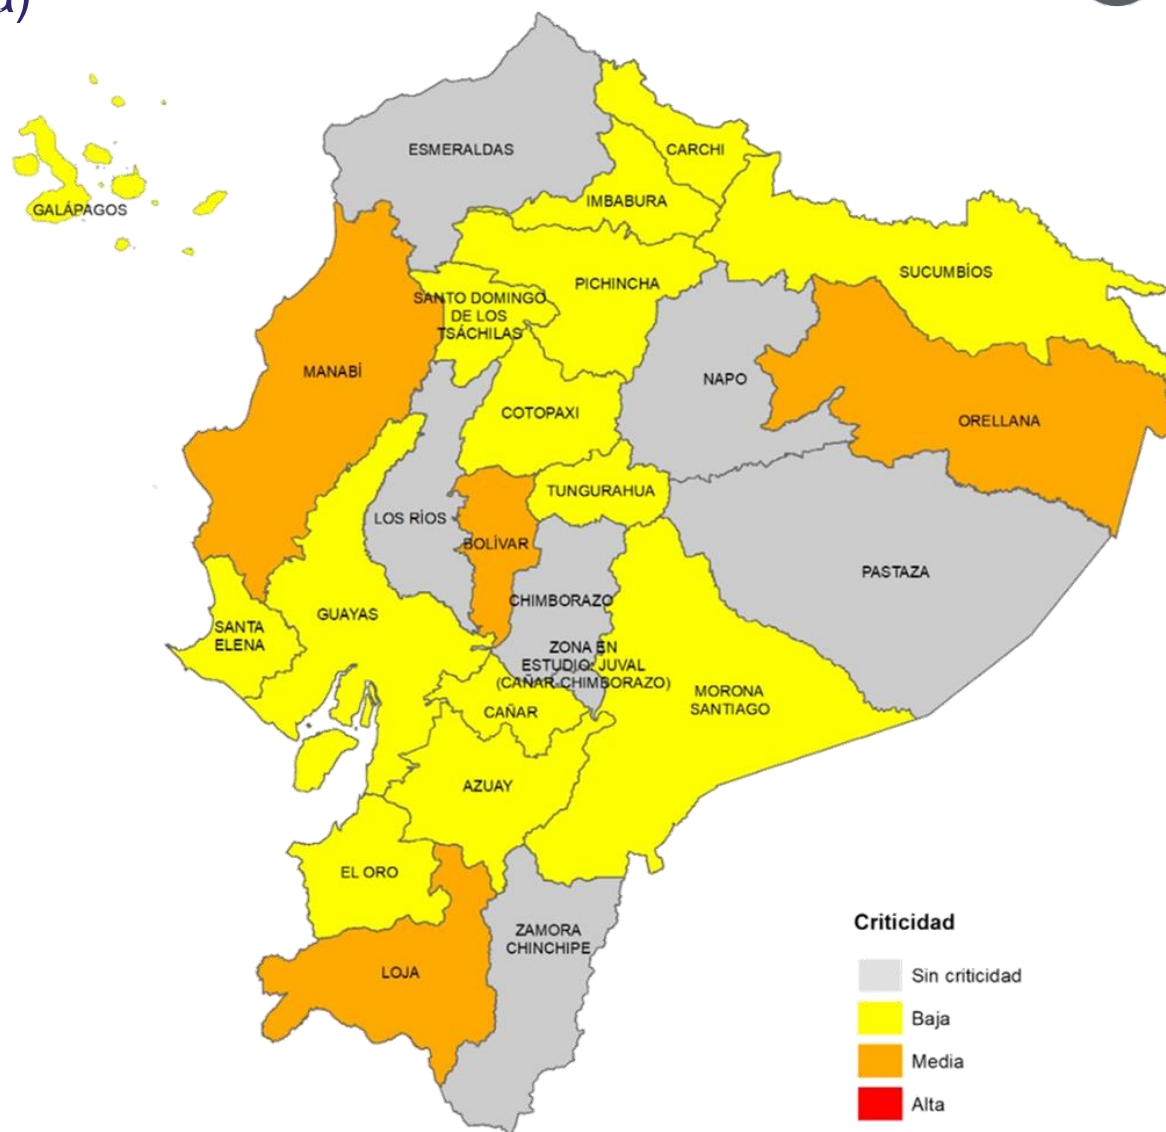 ESMERALDAS
CARCHI
IMBABURA
GALÁPAGOS
SUCUMBÍOS
PICHINCHA
SANTO DOMINGO
DE LOS
TSÁCHILAS
MANABÍ
NAPO
COTOPAXI
ORELLANA
TUNGURAHUA
LOS RÍOS
BOLÍVAR
PASTAZA
CHIMBORAZO
GUAYAS
SANTA
ELENA
ZONA EN
ESTUDIO: JUVAL
(CAÑAR-CHIMBORAZO)
MORONA
SANTIAGO
CAÑAR
AZUAY
EL ORO
ZAMORA
CHINCHIPE
LOJA
Criticidad
Sin criticidad
Baja
Media
Alta